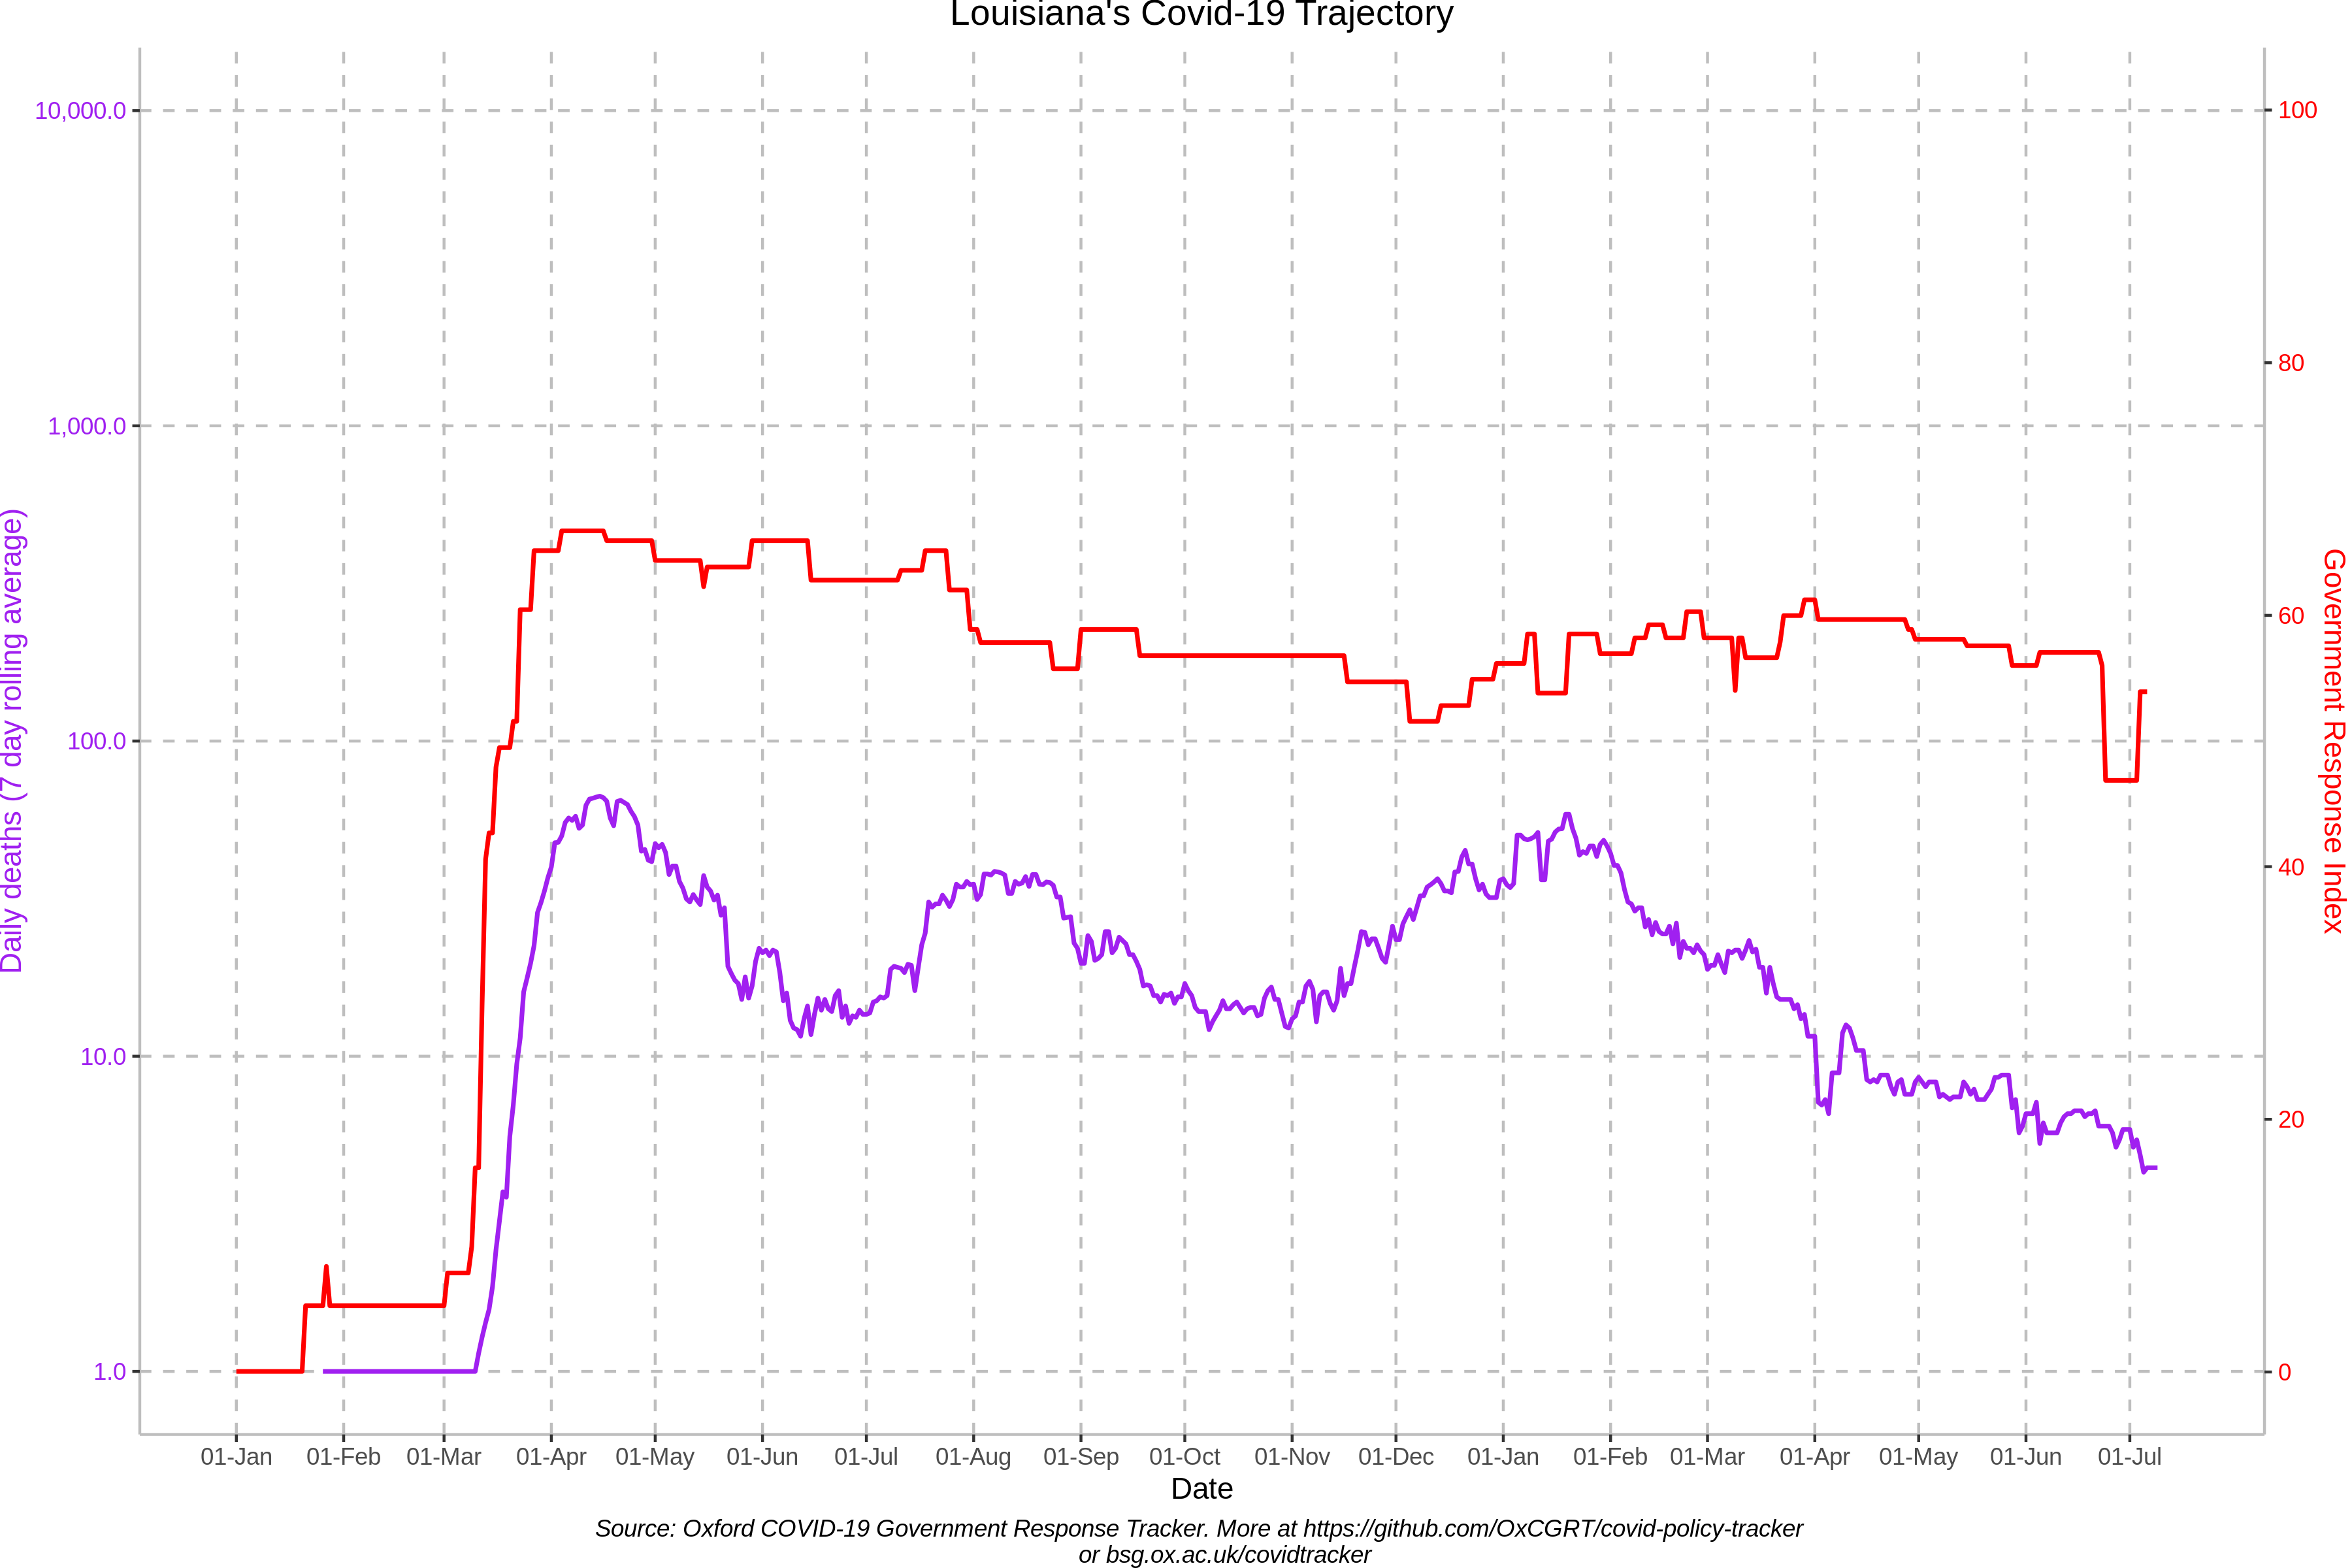 Louisiana's Covid-19 Trajectory
10,000.0
1,000.0
100.0
10.0
1.0
Daily deaths (7 day rolling average)
100
80
60
40
20
0
Government Response Index
01-Jan 01-Feb 01-Mar 01-Apr 01-May 01-Jun 01-Jul 01-Aug 01-Sep 01-Oct 01-Nov 01-Dec 01-Jan 01-Feb 01-Mar 01-Apr 01-May 01-Jun 01-Jul
Date
Source: Oxford COVID-19 Government Response Tracker. More at https://github.com/OxCGRT/covid-policy-tracker
or bsg.ox.ac.uk/covidtracker